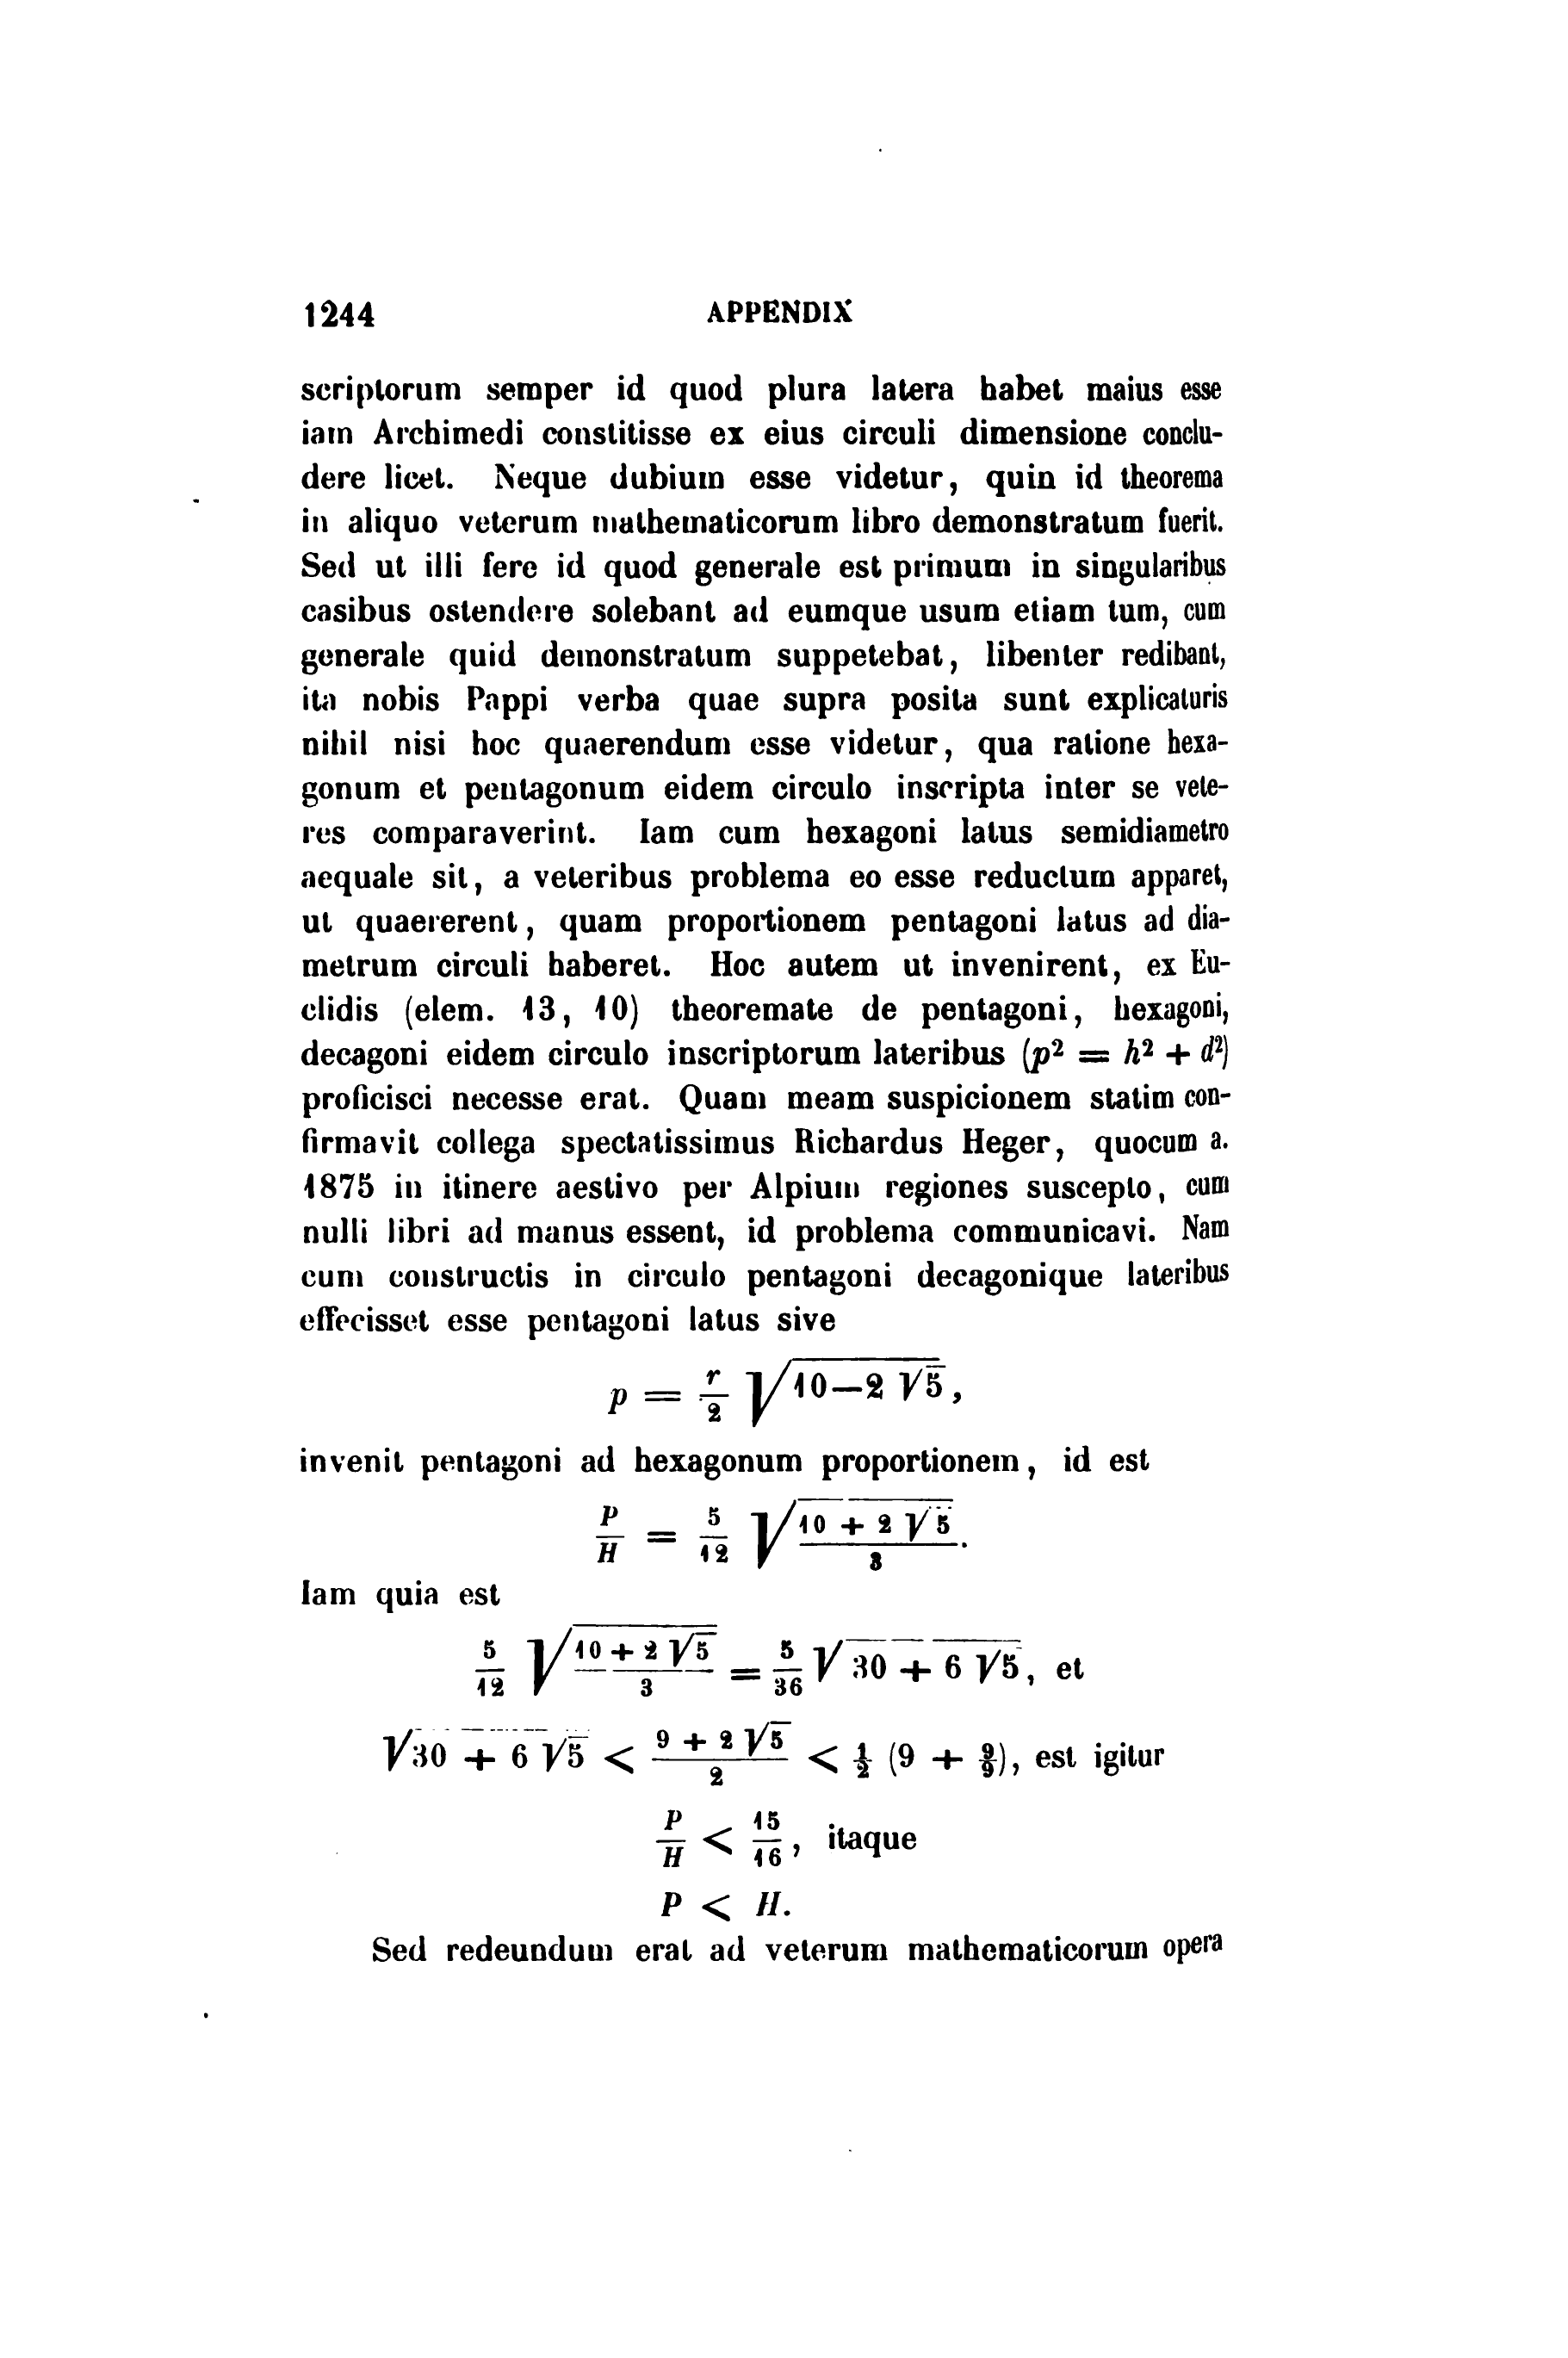 1244 APPENDIX
scriptorum semper id quod plura latera habet maius esse
iam Archimedi constitisse ex eius circuli dimensione conclu-
dere licet. Neque dubium esse videtur, quin id theorema
in aliquo veterum mathematicorum libro demonstratum fuerit.
Sed ut illi fere id quod generale est primum in singularibus
casibus ostendere solebant ad eumque usum etiam tum, cum
generale quid demonstratum suppetebat, libenter redibant,
ita nobis Pappi verba quae supra posita sunt explicaturis
nihil nisi hoc quaerendum esse videtur, qua ratione hexa-
gonum et pentagonum eidem circulo inscripta inter se vete-
res comparaverint. Iam cum hexagoni latus semidiametro
aequale sit, a veteribus problema eo esse reductum apparet,
ut quaererent, quam proportionem pentagoni latus ad dia-
metrum circuli haberet. Hoc autem ut invenirent, ex Eu-
clidis (elem. 13, 10) theoremate de pentagoni, hexagoni,
decagoni eidem circulo inscriptorum lateribus (p² = h² + d²)
proficisci necesse erat. Quam meam suspicionem statim con-
firmavit collega spectatissimus Richardus Heger, quocum a.
1875 in itinere aestivo per Alpium regiones suscepto, cum
nulli libri ad manus essent, id problema communicavi. Nam
cum constructis in circulo pentagoni decagonique lateribus
effecisset esse pentagoni latus sive
p = r/2 √(10—2 √5),
invenit pentagoni ad hexagonum proportionem, id est
P/H = 5/12 √((10 + 2 √5)/3).
Iam quia est
5/12 √((10 + 2 √5)/3) = 5/36 √(30 + 6 √5), et
√(30 + 6 √5) < (9 + 2 √5)/2 < 1/2 (9 + 9/9), est igitur
P/H < 15/16, itaque
P < H.
Sed redeundum erat ad veterum mathematicorum opera